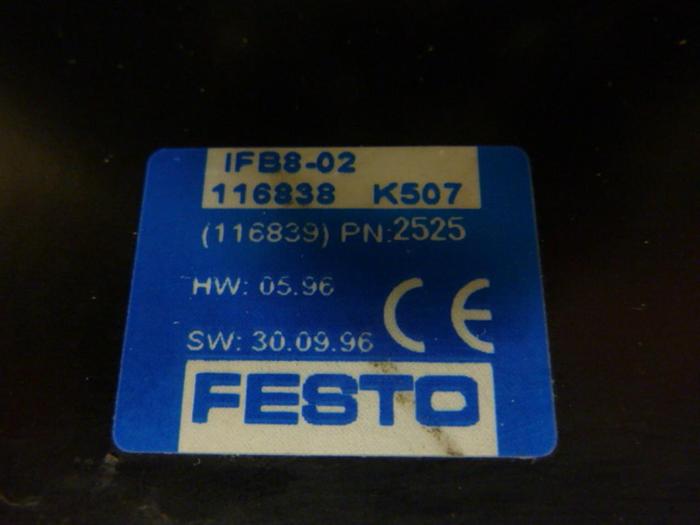 IFB8-02
116838 K507
(116839) PN:2525
HW: 05.96
SW: 30.09.96
CE
FESTO